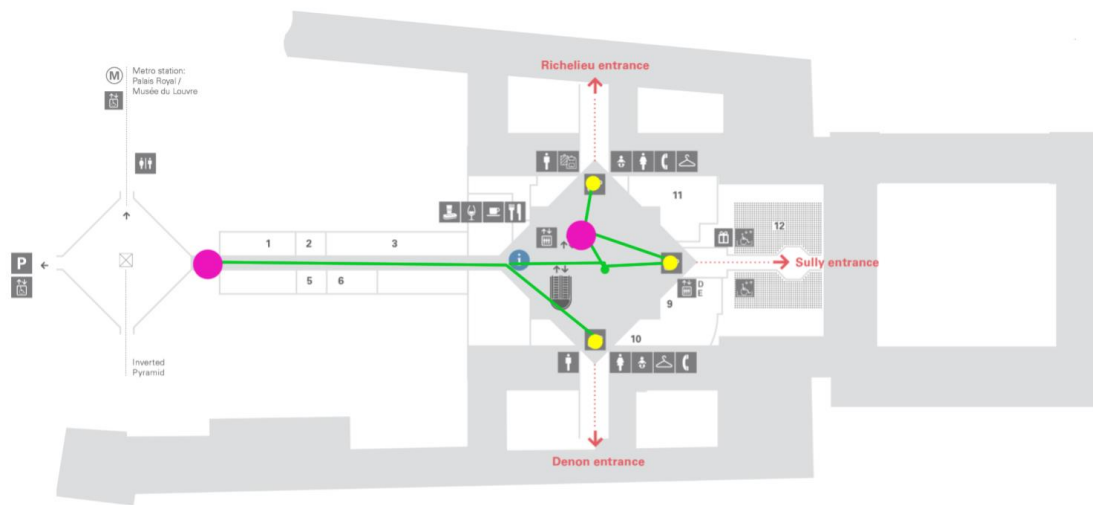 Richelieu entrance
M
Metro station:
Palais Royal /
Musée du Louvre
11
12
1
2
3
i
P
Sully entrance
D
E
5
6
9
10
Inverted
Pyramid
Denon entrance